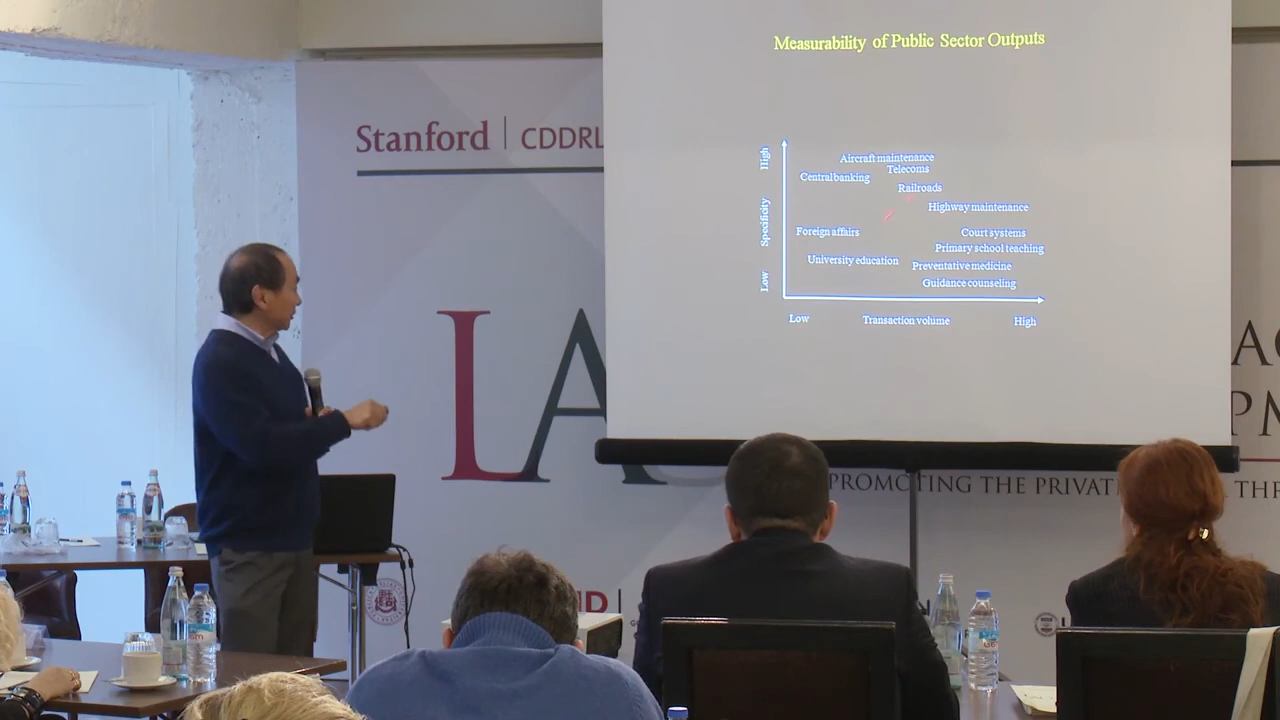 Measurability of Public Sector Outputs
Stanford | CDDRL
High
Aircraft maintenance
Telecoms
Central banking
Railroads
Highway maintenance
Specificity
Foreign affairs
Court systems
Primary school teaching
University education
Preventative medicine
Low
Guidance counseling
Low
Transaction volume
High
LA
PROMOTING THE PRIVAT
TH